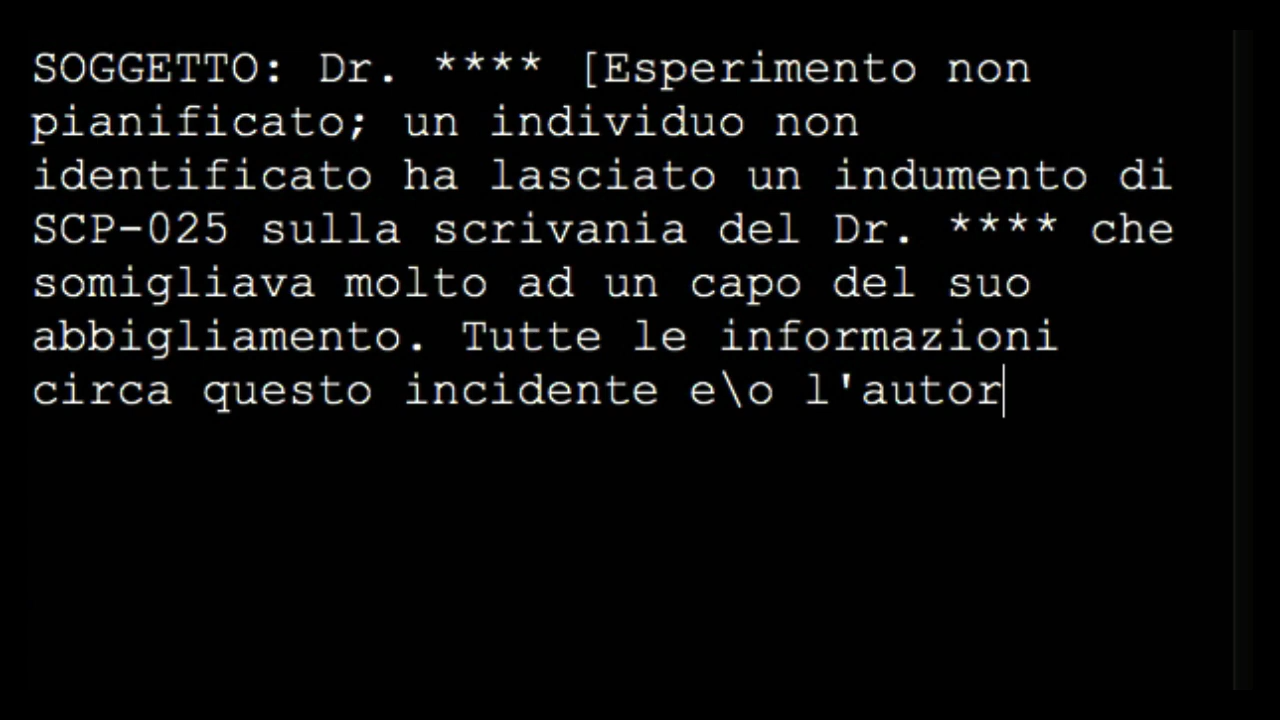 SOGGETTO: Dr. **** [Esperimento non
pianificato; un individuo non
identificato ha lasciato un indumento di
SCP-025 sulla scrivania del Dr. **** che
somigliava molto ad un capo del suo
abbigliamento. Tutte le informazioni
circa questo incidente e\o l'autor